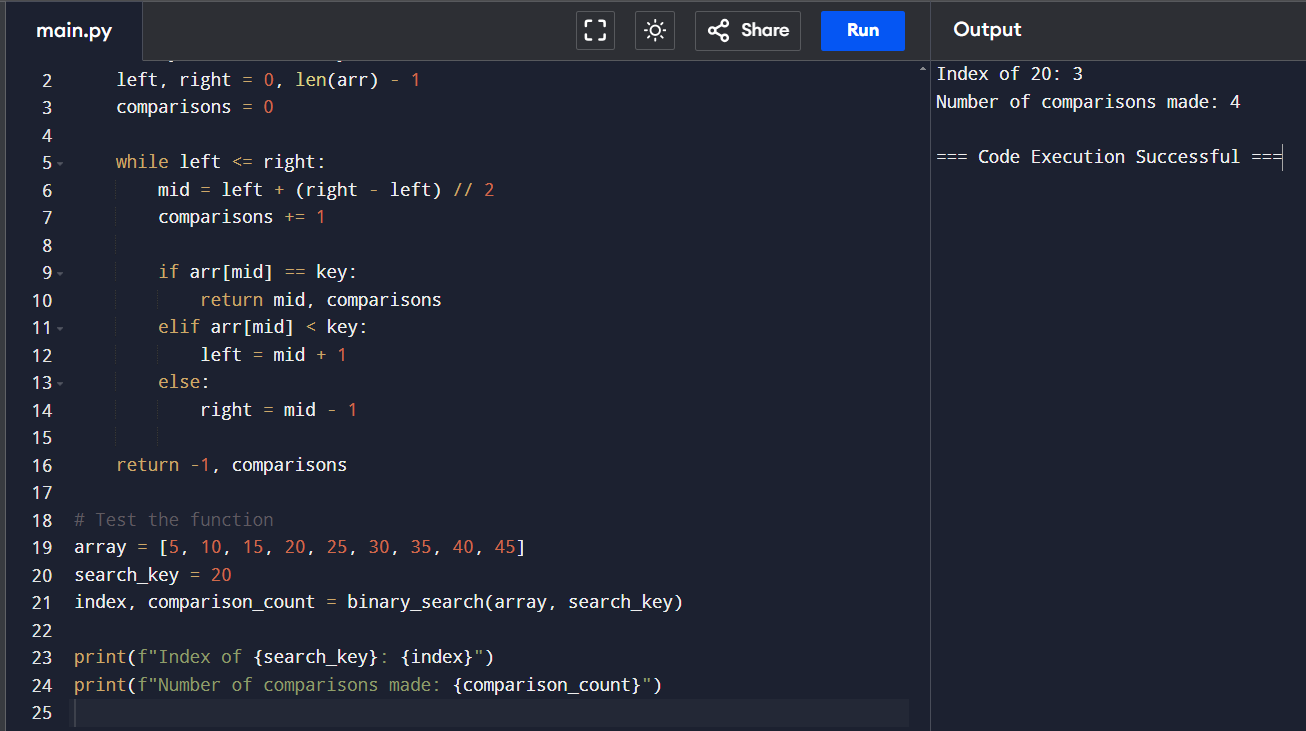 main.py
Share
Run
Output
2 left, right = 0, len(arr) - 1
3 comparisons = 0
4
5 while left <= right:
6 mid = left + (right - left) // 2
7 comparisons += 1
8
9 if arr[mid] == key:
10 return mid, comparisons
11 elif arr[mid] < key:
12 left = mid + 1
13 else:
14 right = mid - 1
15
16 return -1, comparisons
17
18 # Test the function
19 array = [5, 10, 15, 20, 25, 30, 35, 40, 45]
20 search_key = 20
21 index, comparison_count = binary_search(array, search_key)
22
23 print(f"Index of {search_key}: {index}")
24 print(f"Number of comparisons made: {comparison_count}")
25
Index of 20: 3
Number of comparisons made: 4
=== Code Execution Successful ===